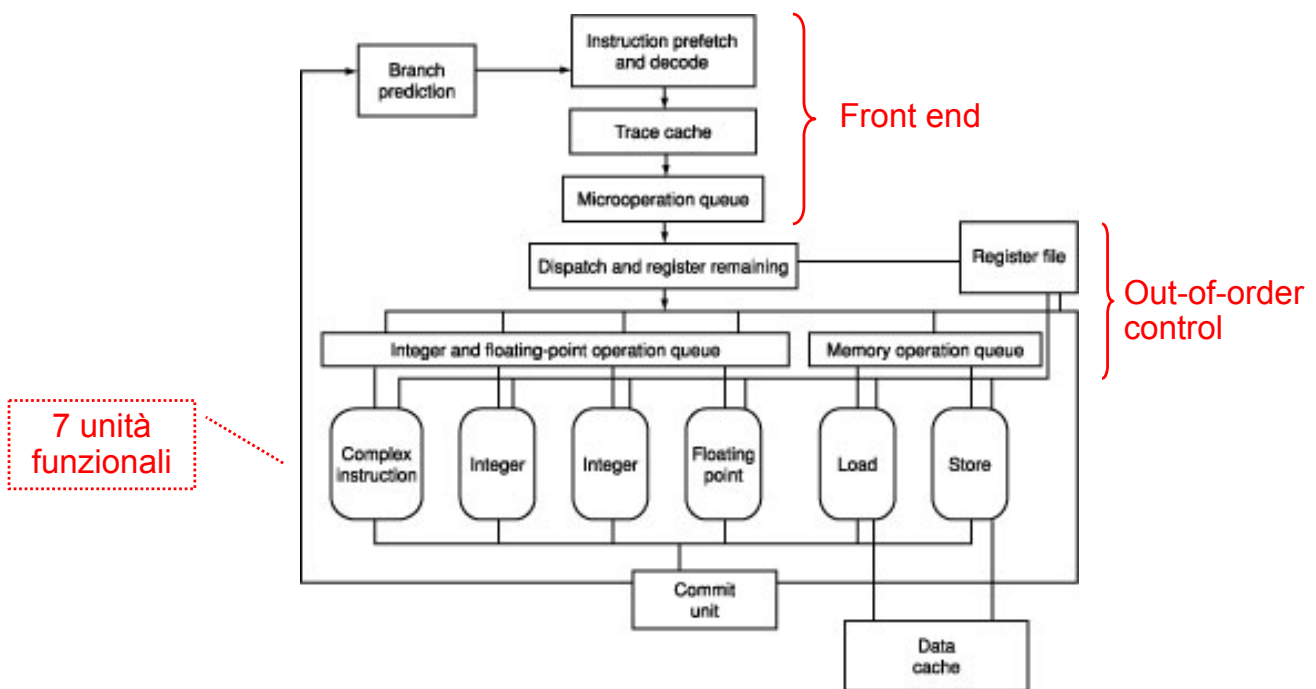 Instruction prefetch
and decode
Branch
prediction
Front end
Trace cache
Microoperation queue
Dispatch and register remaining
Register file
Out-of-order
control
Integer and floating-point operation queue
Memory operation queue
7 unità
funzionali
Complex
instruction
Integer
Integer
Floating
point
Load
Store
Commit
unit
Data
cache